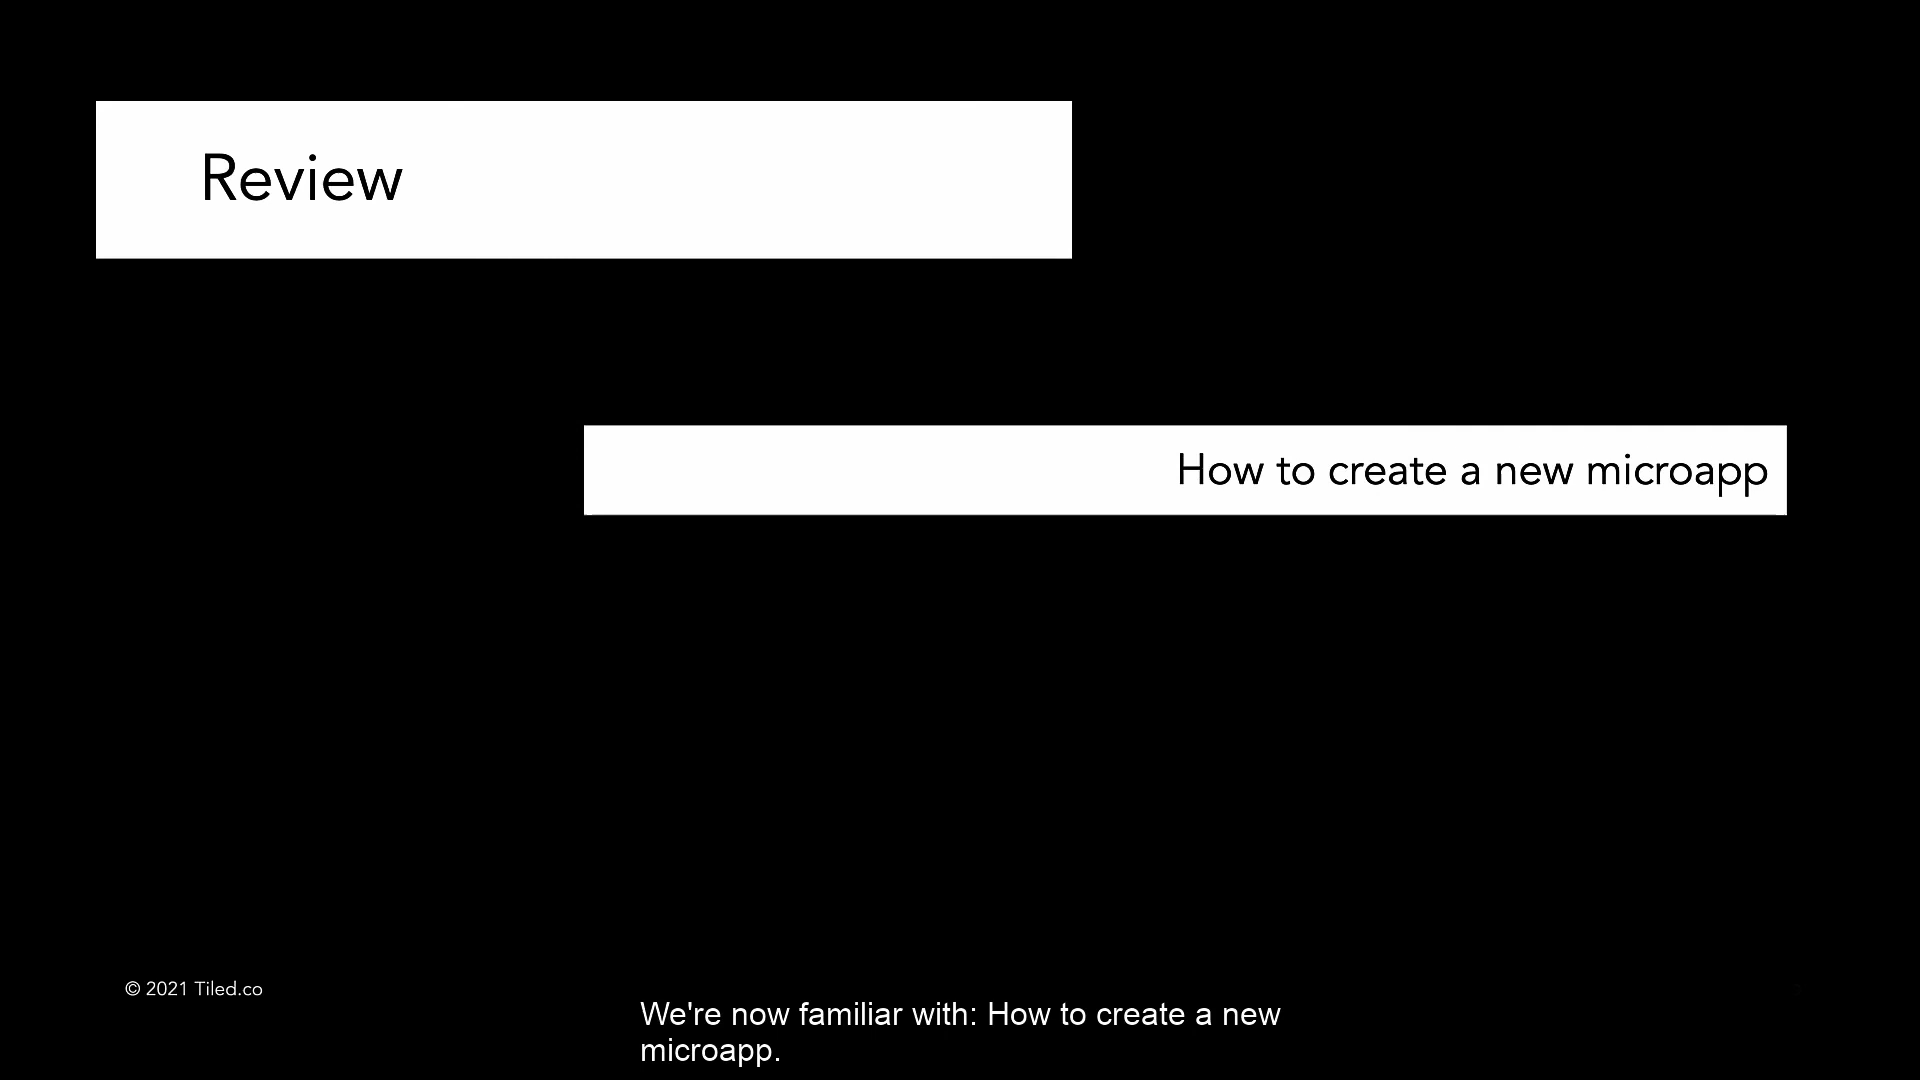 Review
How to create a new microapp
© 2021 Tiled.co
We're now familiar with: How to create a new
microapp.